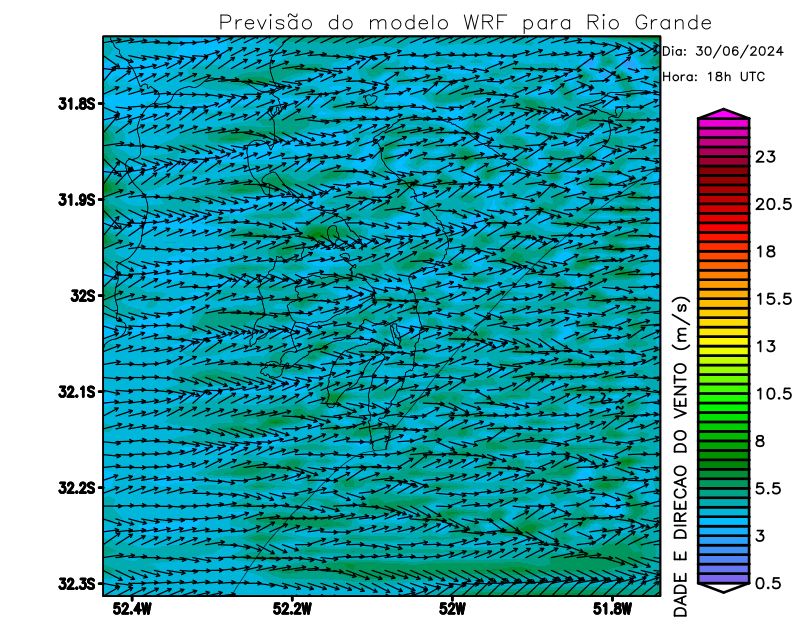 Previsão do modelo WRF para Rio Grande
Dia: 30/06/2024
Hora: 18h UTC
31.8S
31.9S
32S
32.1S
32.2S
32.3S
52.4W
52.2W
52W
51.8W
23
20.5
18
15.5
13
10.5
8
5.5
3
0.5
DADE E DIRECAO DO VENTO (m/s)